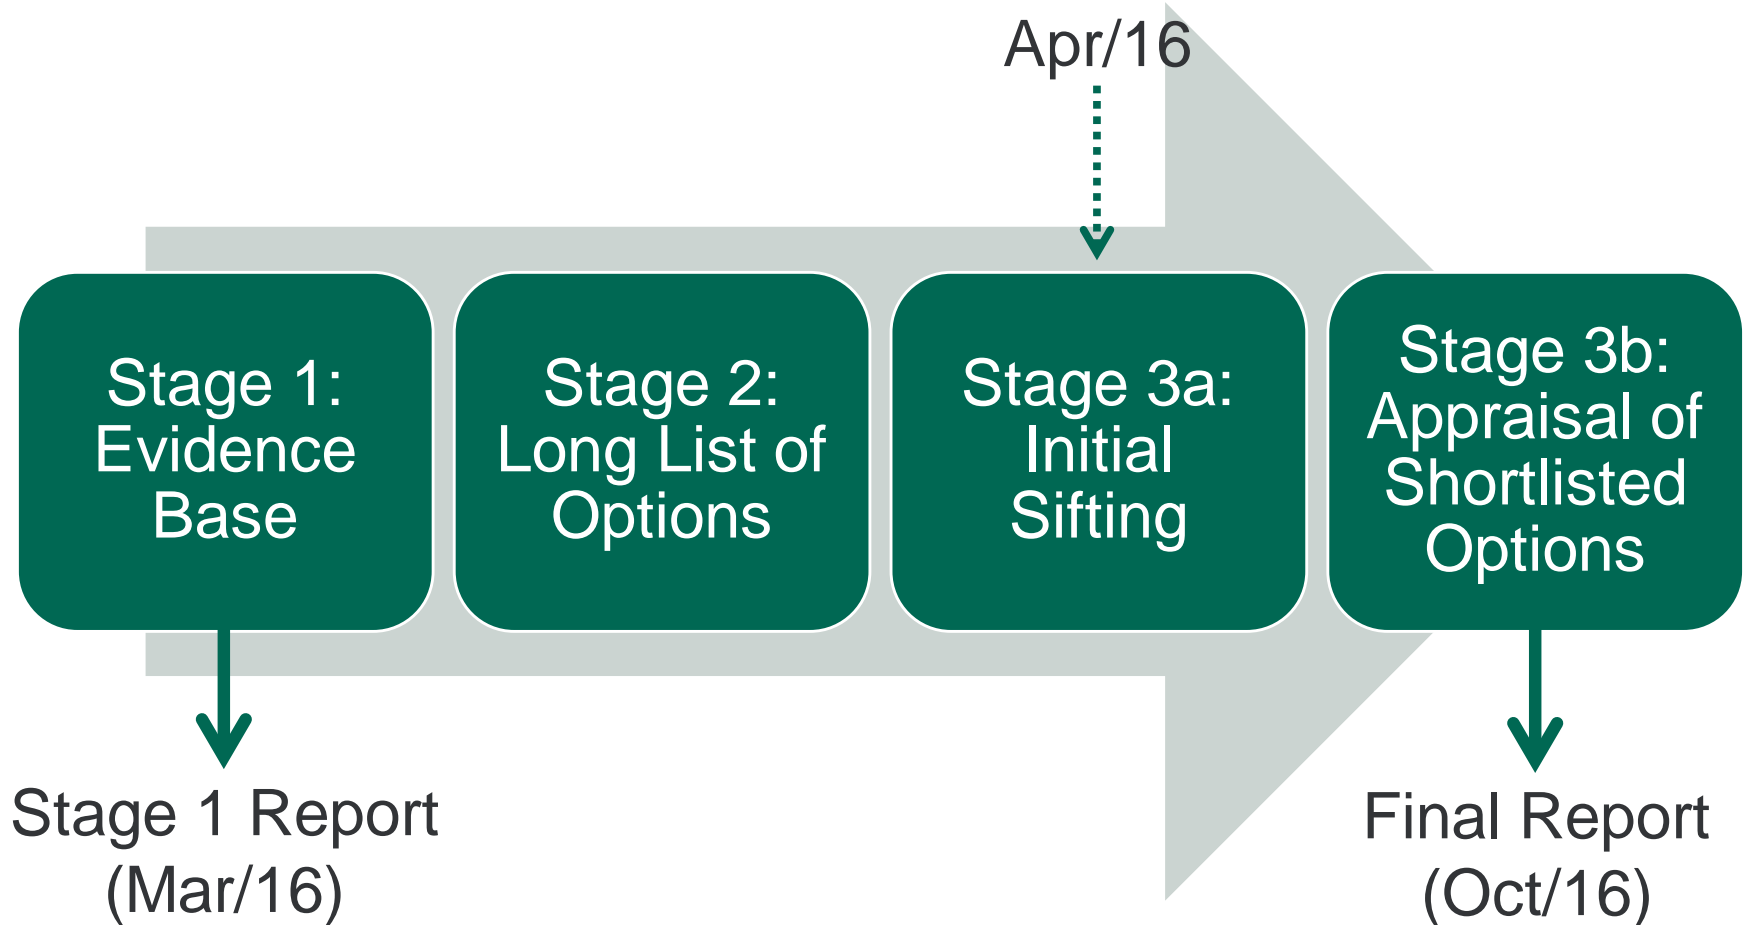 Apr/16
Stage 1:
Evidence
Base
Stage 2:
Long List of
Options
Stage 3a:
Initial
Sifting
Stage 3b:
Appraisal of
Shortlisted
Options
Stage 1 Report
(Mar/16)
Final Report
(Oct/16)